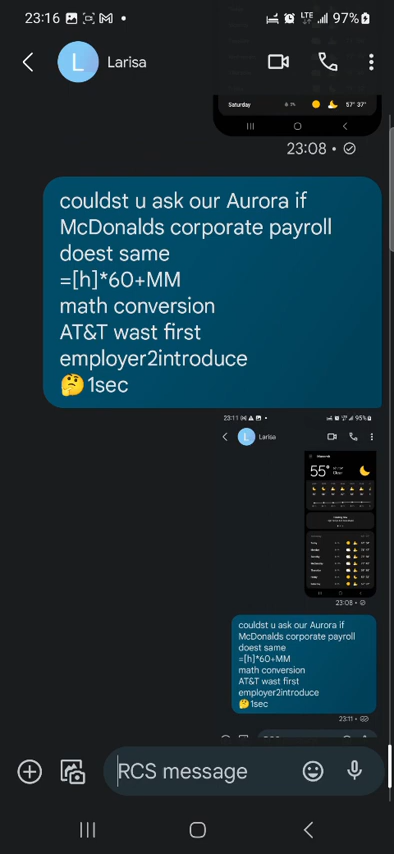 23:16 M • LTE 97%
L Larisa
Saturday 57° 37°
23:08 •
couldst u ask our Aurora if
McDonalds corporate payroll
doest same
=[h]*60+MM
math conversion
AT&T wast first
employer2introduce
🤔1sec
23:11 • 95%
L Larisa
55°
23:08 •
couldst u ask our Aurora if
McDonalds corporate payroll
doest same
=[h]*60+MM
math conversion
AT&T wast first
employer2introduce
🤔1sec
23:11 •
RCS message